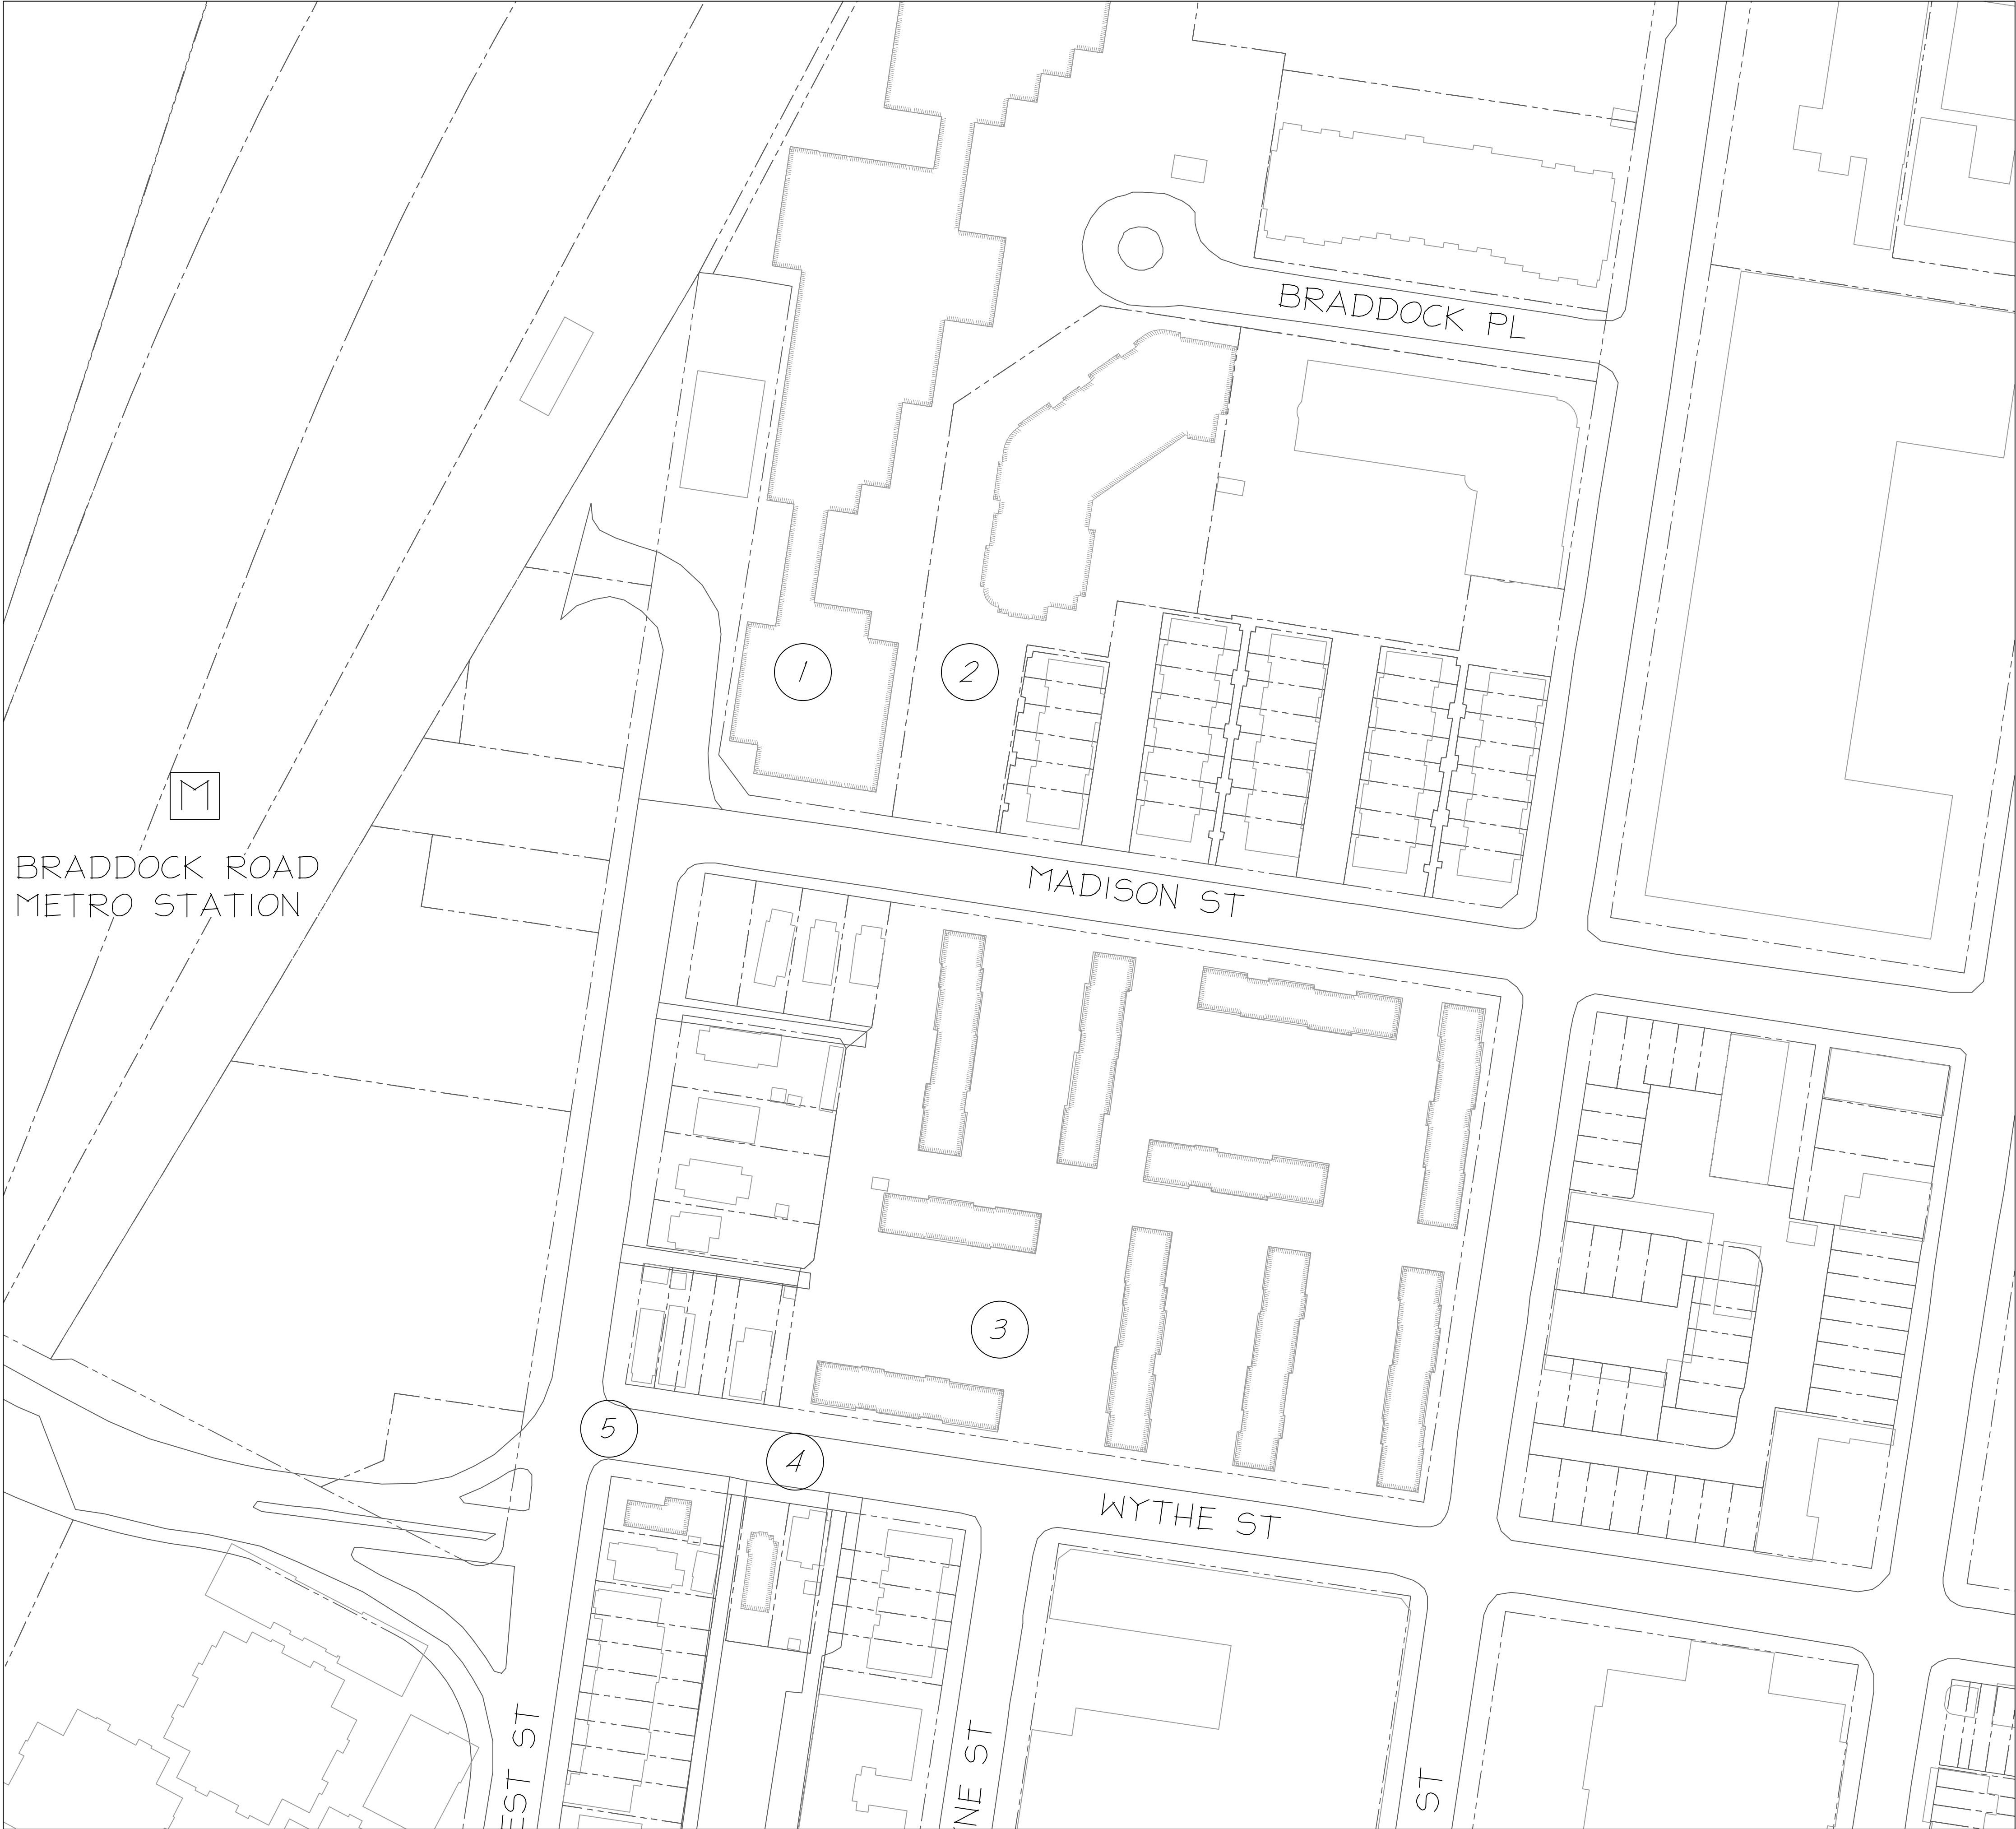 BRADDOCK PL
1
2
M
BRADDOCK ROAD
METRO STATION
MADISON ST
3
5
4
WYTHE ST
EST ST
NE ST
ST